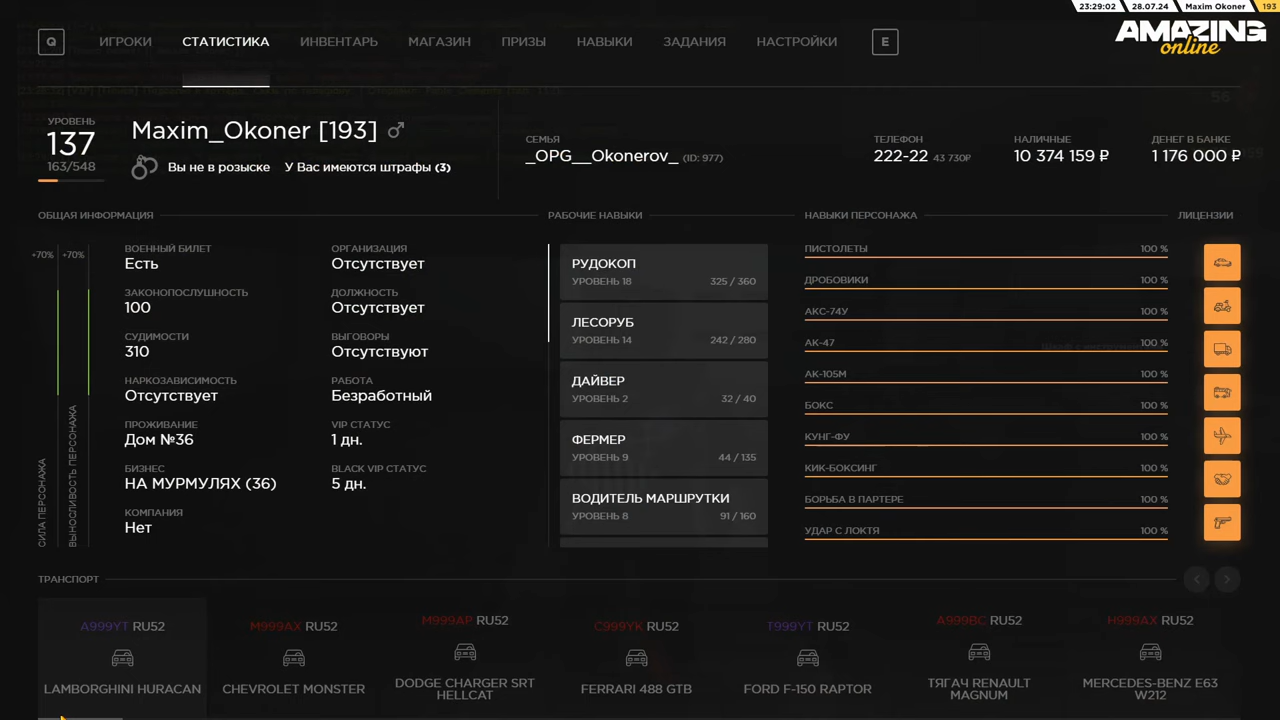 23:29:02 28.07.24 Maxim Okoner 193
AMAZING
online
Q ИГРОКИ СТАТИСТИКА ИНВЕНТАРЬ МАГАЗИН ПРИЗЫ НАВЫКИ ЗАДАНИЯ НАСТРОЙКИ E
УРОВЕНЬ
137
163/548
Maxim_Okoner [193]
Вы не в розыске У Вас имеются штрафы (3)
СЕМЬЯ
_OPG__Okonerov_ (ID: 977)
ТЕЛЕФОН
222-22 43 730₽
НАЛИЧНЫЕ
10 374 159 ₽
ДЕНЕГ В БАНКЕ
1 176 000 ₽
ОБЩАЯ ИНФОРМАЦИЯ
+70% +70%
СИЛА ПЕРСОНАЖА
ВЫНОСЛИВОСТЬ ПЕРСОНАЖА
ВОЕННЫЙ БИЛЕТ
Есть
ЗАКОНОПОСЛУШНОСТЬ
100
СУДИМОСТИ
310
НАРКОЗАВИСИМОСТЬ
Отсутствует
ПРОЖИВАНИЕ
Дом №36
БИЗНЕС
НА МУРМУЛЯХ (36)
КОМПАНИЯ
Нет
ОРГАНИЗАЦИЯ
Отсутствует
ДОЛЖНОСТЬ
Отсутствует
ВЫГОВОРЫ
Отсутствуют
РАБОТА
Безработный
VIP СТАТУС
1 дн.
BLACK VIP СТАТУС
5 дн.
РАБОЧИЕ НАВЫКИ
РУДОКОП
УРОВЕНЬ 18 325 / 360
ЛЕСОРУБ
УРОВЕНЬ 14 242 / 280
ДАЙВЕР
УРОВЕНЬ 2 32 / 40
ФЕРМЕР
УРОВЕНЬ 9 44 / 135
ВОДИТЕЛЬ МАРШРУТКИ
УРОВЕНЬ 8 91 / 160
НАВЫКИ ПЕРСОНАЖА
ПИСТОЛЕТЫ 100 %
ДРОБОВИКИ 100 %
АКС-74У 100 %
АК-47 100 %
АК-105М 100 %
БОКС 100 %
КУНГ-ФУ 100 %
КИК-БОКСИНГ 100 %
БОРЬБА В ПАРТЕРЕ 100 %
УДАР С ЛОКТЯ 100 %
ЛИЦЕНЗИИ
ТРАНСПОРТ
A999YT RU52
LAMBORGHINI HURACAN
M999AX RU52
CHEVROLET MONSTER
M999AP RU52
DODGE CHARGER SRT
HELLCAT
C999YK RU52
FERRARI 488 GTB
T999YT RU52
FORD F-150 RAPTOR
A999BC RU52
ТЯГАЧ RENAULT
MAGNUM
H999AX RU52
MERCEDES-BENZ E63
W212